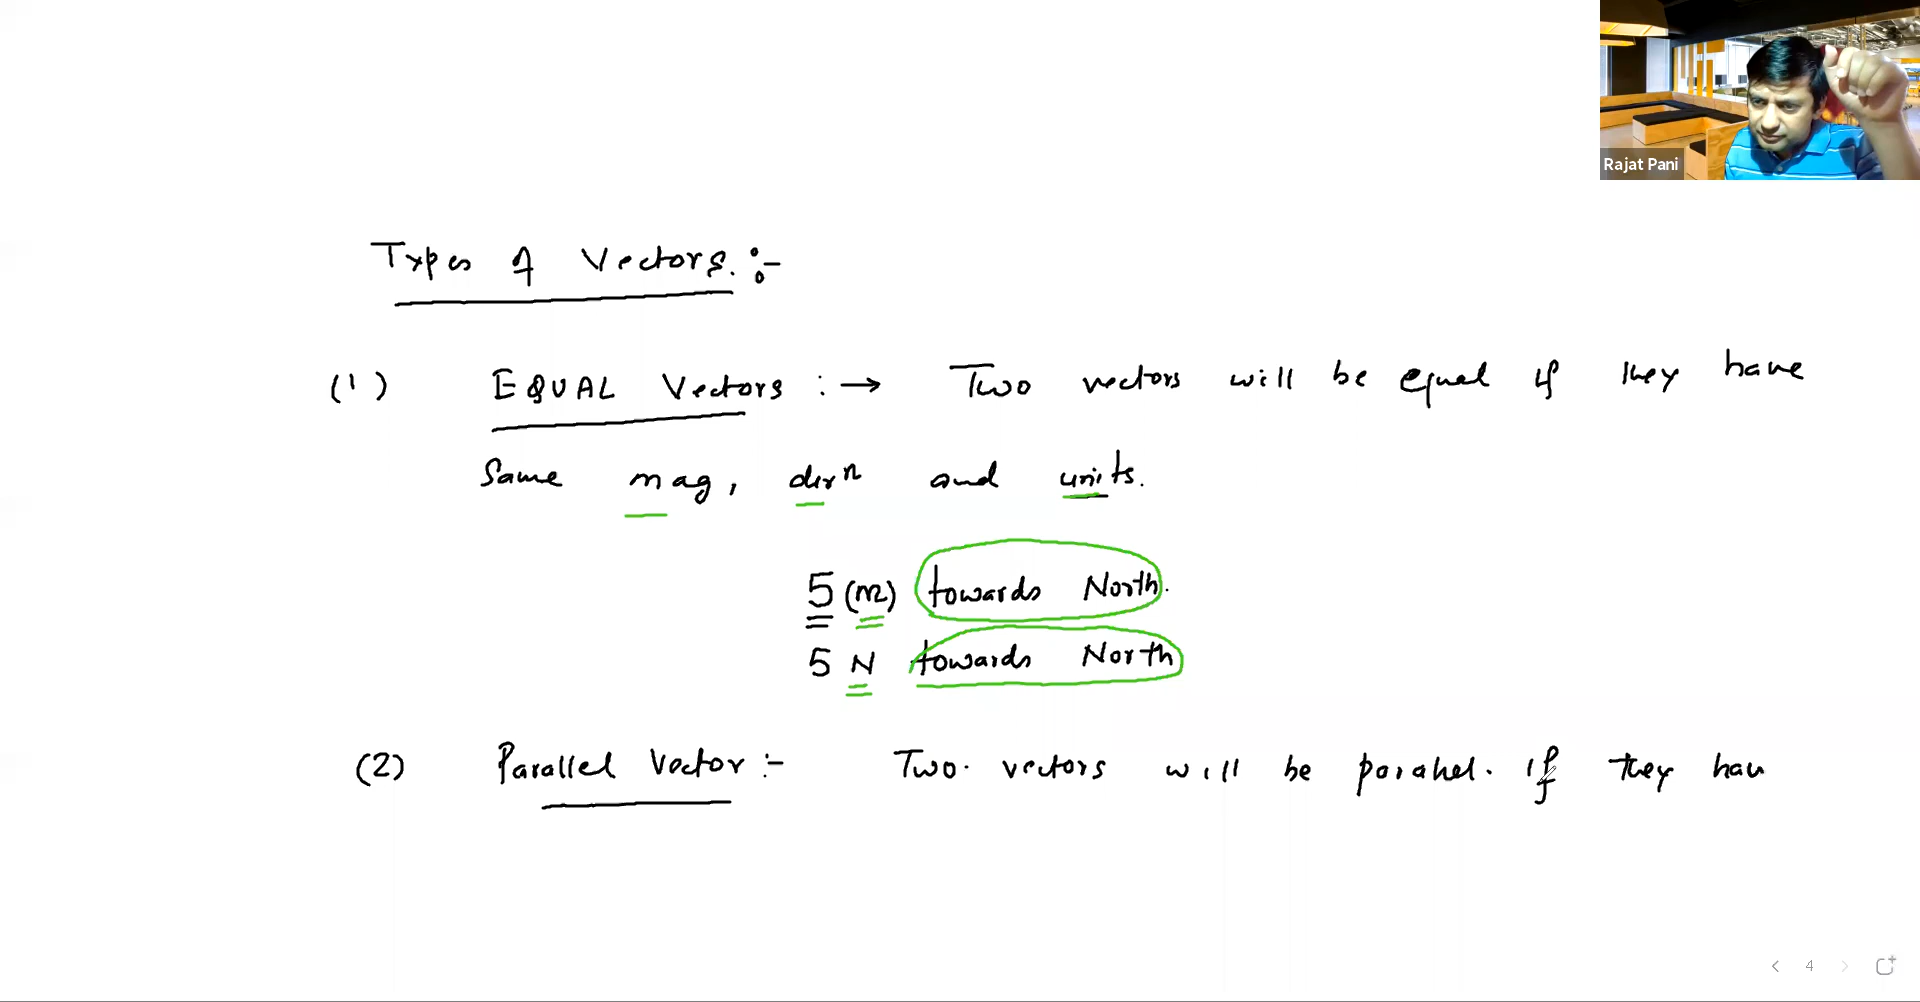 Rajat Pani
Types of Vectors :-
(1) EQUAL Vectors :→ Two vectors will be equal if they have
Same mag, dirn and units.
5 (m) towards North.
5 N towards North
(2) Parallel Vector :- Two vectors will be parallel. if they hav
4